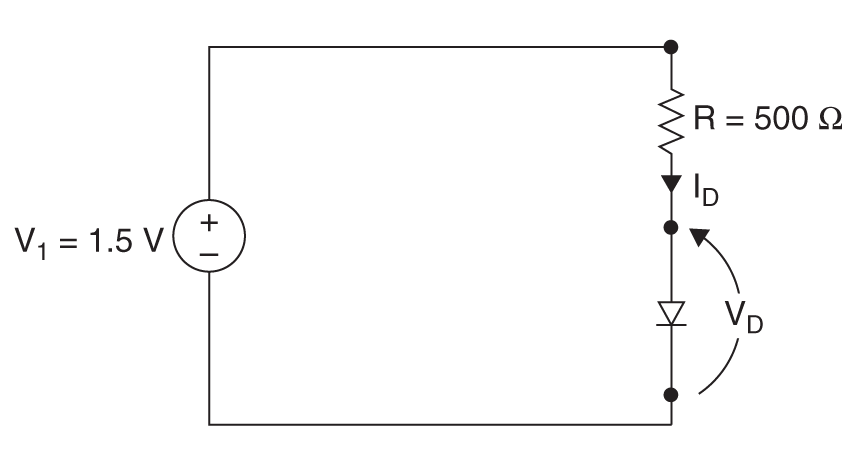 R = 500 Ω
I_D
V_1 = 1.5 V
+
−
V_D